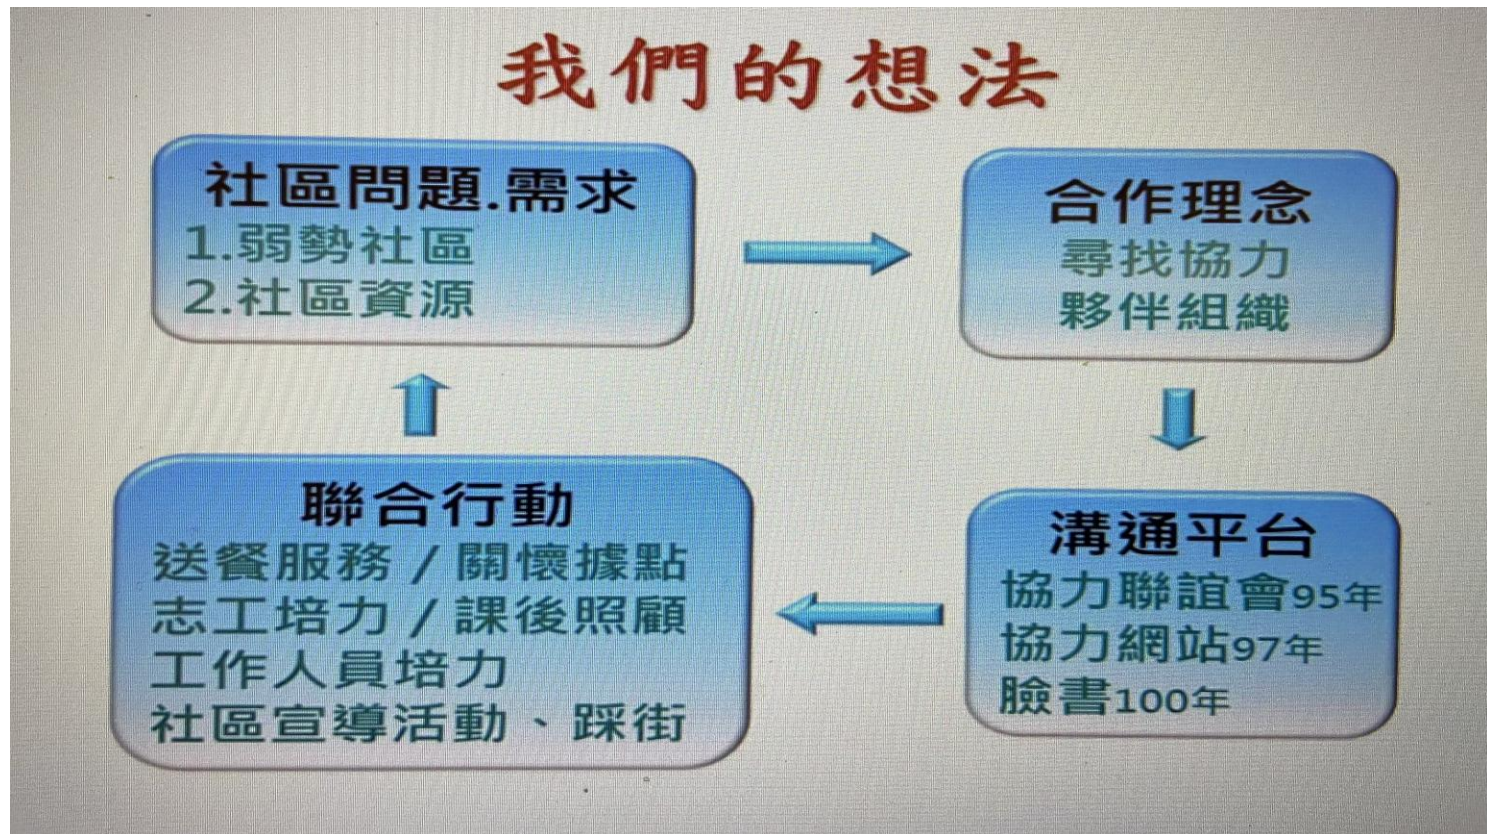 我們的想法
社區問題.需求
1.弱勢社區
2.社區資源
合作理念
尋找協力
夥伴組織
溝通平台
協力聯誼會95年
協力網站97年
臉書100年
聯合行動
送餐服務 / 關懷據點
志工培力 / 課後照顧
工作人員培力
社區宣導活動、踩街